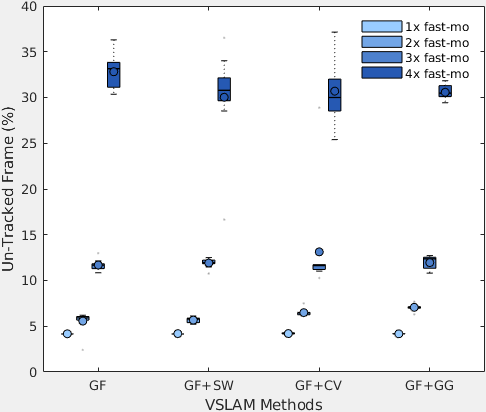 40
35
30
25
20
15
10
5
0
Un-Tracked Frame (%)
1x fast-mo
2x fast-mo
3x fast-mo
4x fast-mo
GF GF+SW GF+CV GF+GG
VSLAM Methods